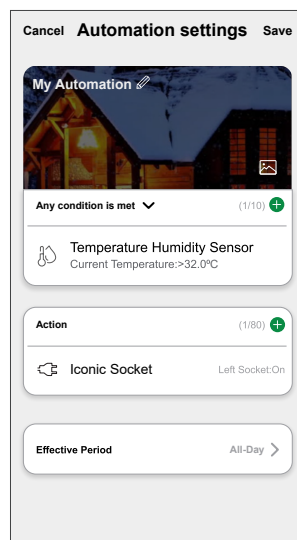 Cancel Automation settings Save
My Automation
Any condition is met (1/10)
Temperature Humidity Sensor
Current Temperature:>32.0ºC
Action (1/80)
Iconic Socket Left Socket:On
Effective Period All-Day